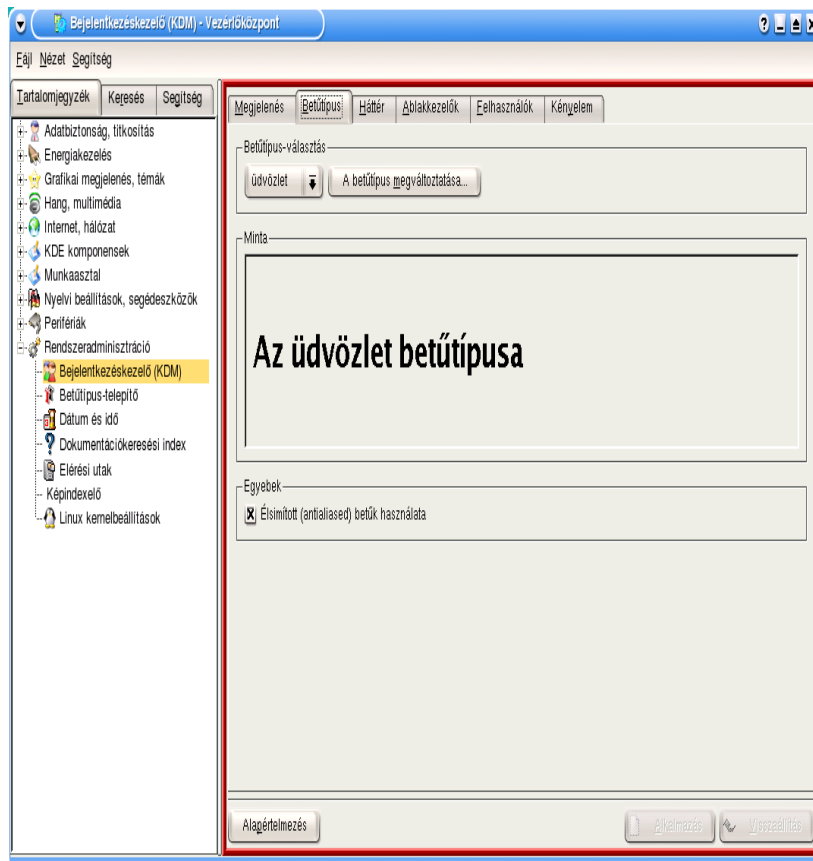 Bejelentkezéskezelő (KDM) - Vezérlőközpont
Fájl Nézet Segítség
Tartalomjegyzék Keresés Segítség
Adatbiztonság, titkosítás
Energiakezelés
Grafikai megjelenés, témák
Hang, multimédia
Internet, hálózat
KDE komponensek
Munkaasztal
Nyelvi beállítások, segédeszközök
Perifériák
Rendszeradminisztráció
Bejelentkezéskezelő (KDM)
Betűtípus-telepítő
Dátum és idő
Dokumentációkeresési index
Elérési utak
Képindexelő
Linux kernelbeállítások
Megjelenés Betűtípus Háttér Ablakkezelők Felhasználók Kényelem
Betűtípus-választás
üdvözlet A betűtípus megváltoztatása...
Minta
Az üdvözlet betűtípusa
Egyebek
Élsimított (antialiased) betűk használata
Alapértelmezés Alkalmazás Visszaállítás